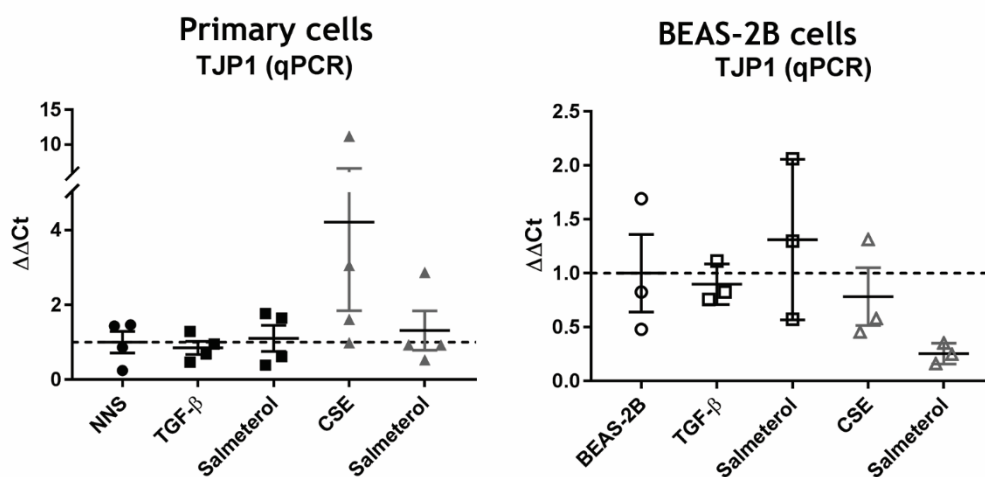 Primary cells
TJP1 (qPCR)
15
10
4
2
0
ΔΔCt
NNS
TGF-β
Salmeterol
CSE
Salmeterol
BEAS-2B cells
TJP1 (qPCR)
2.5
2.0
1.5
1.0
0.5
0.0
ΔΔCt
BEAS-2B
TGF-β
Salmeterol
CSE
Salmeterol